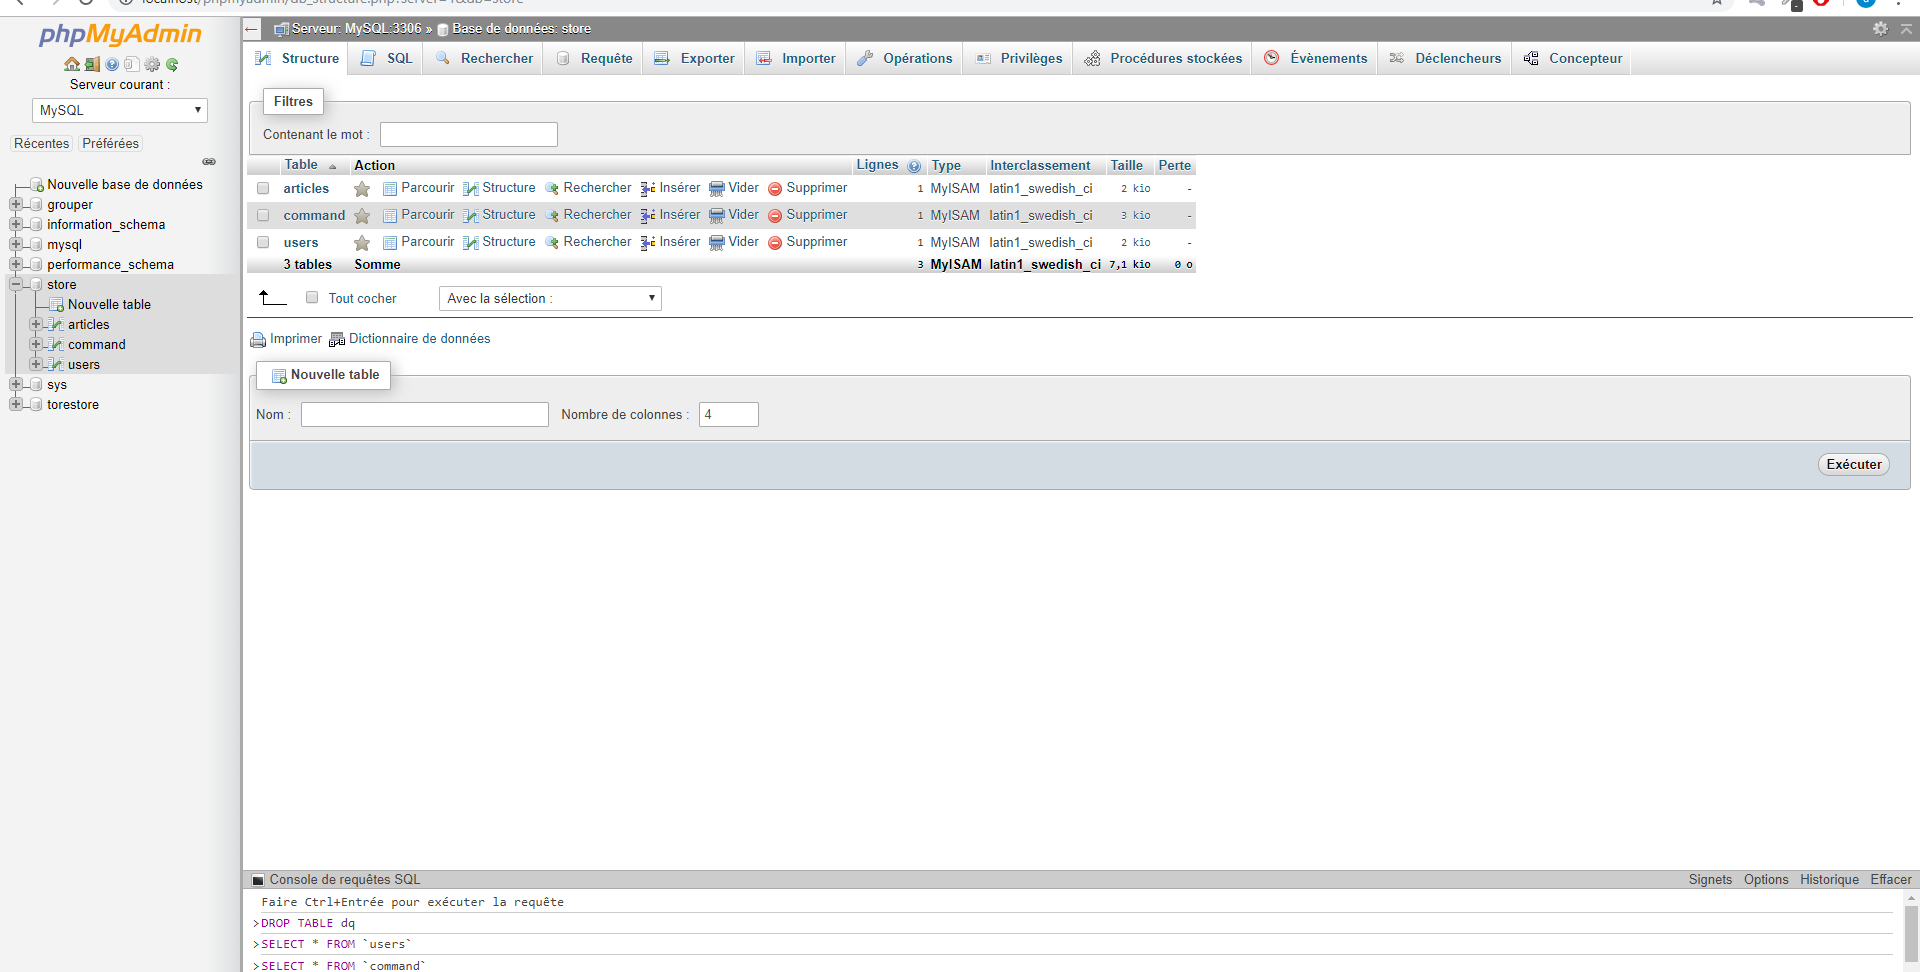 localhost/phpmyadmin/db_structure.php?server=1&db=store
phpMyAdmin
Serveur courant :
MySQL
Récentes Préférées
Nouvelle base de données
grouper
information_schema
mysql
performance_schema
store
Nouvelle table
articles
command
users
sys
torestore
Serveur: MySQL:3306 » Base de données: store
Structure SQL Rechercher Requête Exporter Importer Opérations Privilèges Procédures stockées Évènements Déclencheurs Concepteur
Filtres
Contenant le mot :
Table Action Lignes Type Interclassement Taille Perte
articles Parcourir Structure Rechercher Insérer Vider Supprimer 1 MyISAM latin1_swedish_ci 2 kio -
command Parcourir Structure Rechercher Insérer Vider Supprimer 1 MyISAM latin1_swedish_ci 3 kio -
users Parcourir Structure Rechercher Insérer Vider Supprimer 1 MyISAM latin1_swedish_ci 2 kio -
3 tables Somme 3 MyISAM latin1_swedish_ci 7,1 kio 0 o
Tout cocher Avec la sélection :
Imprimer Dictionnaire de données
Nouvelle table
Nom : Nombre de colonnes : 4
Exécuter
Console de requêtes SQL Signets Options Historique Effacer
Faire Ctrl+Entrée pour exécuter la requête
>DROP TABLE dq
>SELECT * FROM `users`
>SELECT * FROM `command`